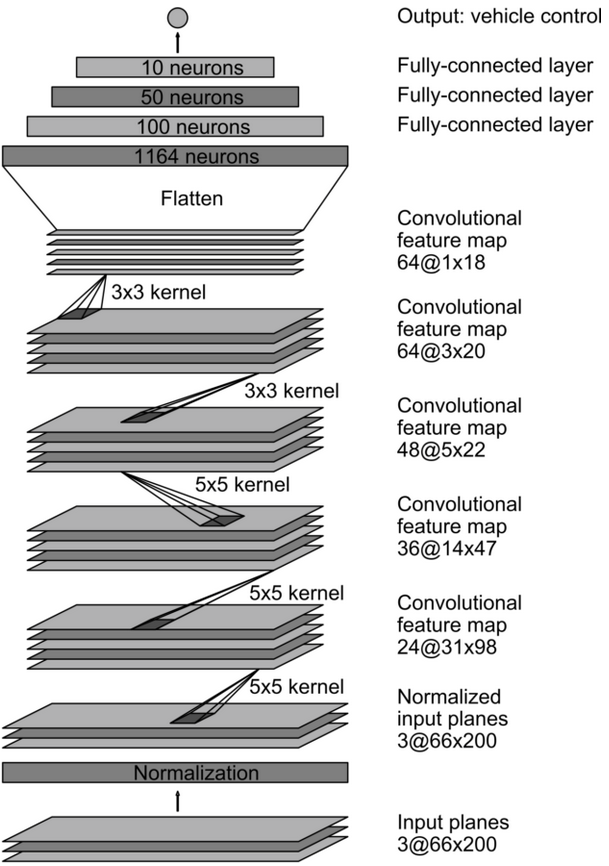 Output: vehicle control
10 neurons
Fully-connected layer
50 neurons
Fully-connected layer
100 neurons
Fully-connected layer
1164 neurons
Flatten
Convolutional
feature map
64@1x18
3x3 kernel
Convolutional
feature map
64@3x20
3x3 kernel
Convolutional
feature map
48@5x22
5x5 kernel
Convolutional
feature map
36@14x47
5x5 kernel
Convolutional
feature map
24@31x98
5x5 kernel
Normalized
input planes
3@66x200
Normalization
Input planes
3@66x200